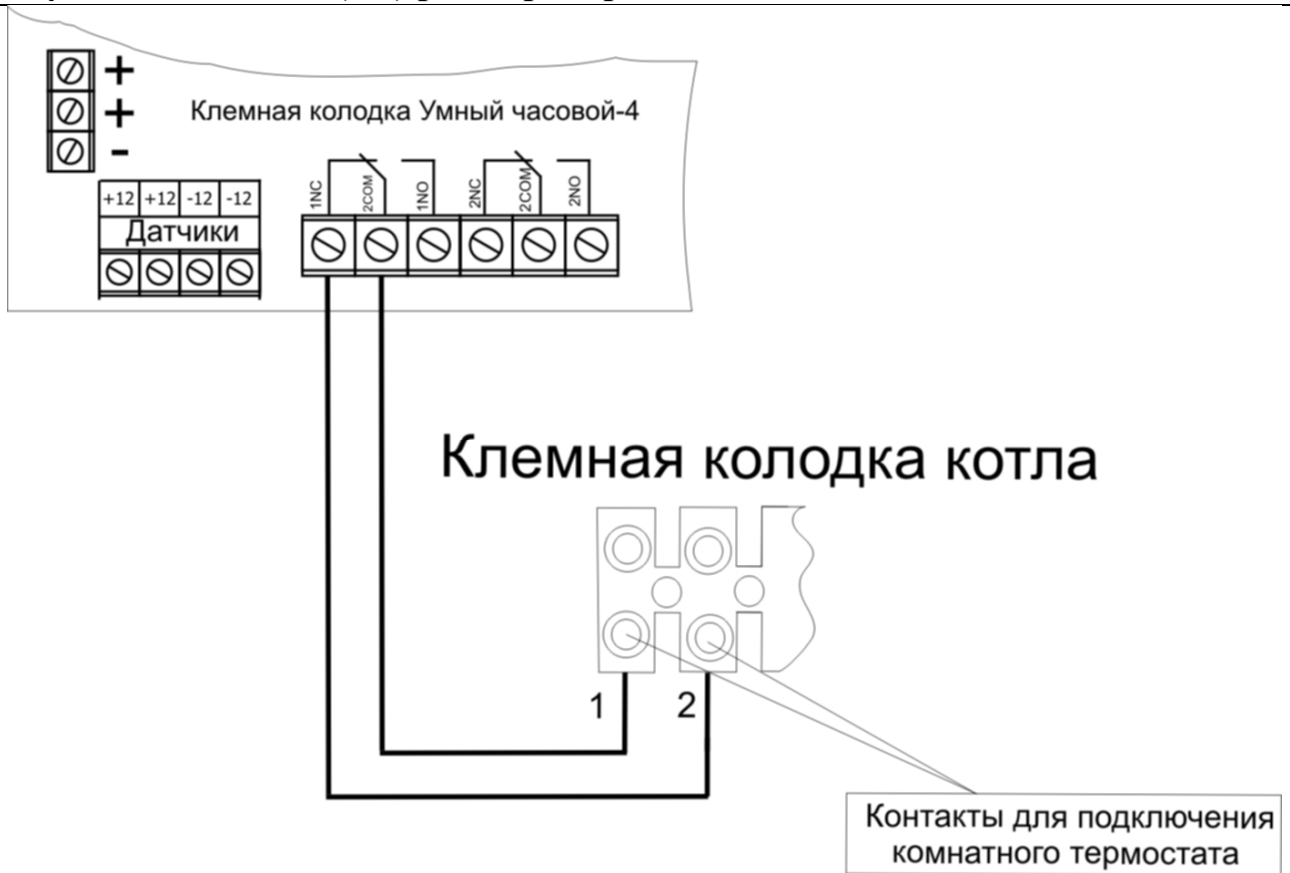 +
+
-
Клемная колодка Умный часовой-4
1NC
2COM
1NO
2NC
2COM
2NO
+12 +12 -12 -12
Датчики
Клемная колодка котла
1 2
Контакты для подключения
комнатного термостата